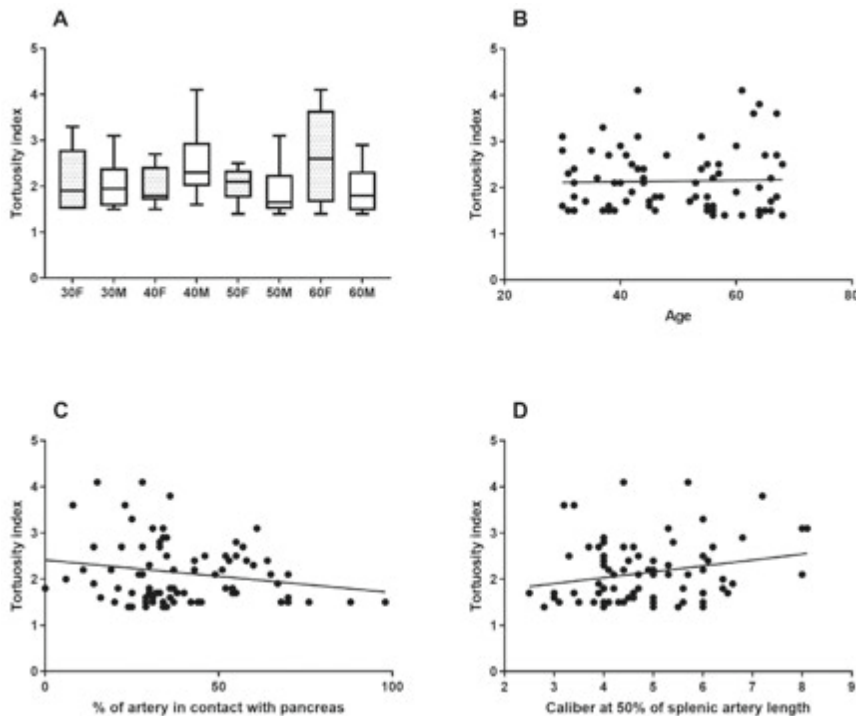 A
Tortuosity index
5
4
3
2
1
0
30F 30M 40F 40M 50F 50M 60F 60M
B
Tortuosity index
5
4
3
2
1
0
20 40 60 80
Age
C
Tortuosity index
5
4
3
2
1
0
0 50 100
% of artery in contact with pancreas
D
Tortuosity index
5
4
3
2
1
0
2 3 4 5 6 7 8 9
Caliber at 50% of splenic artery length